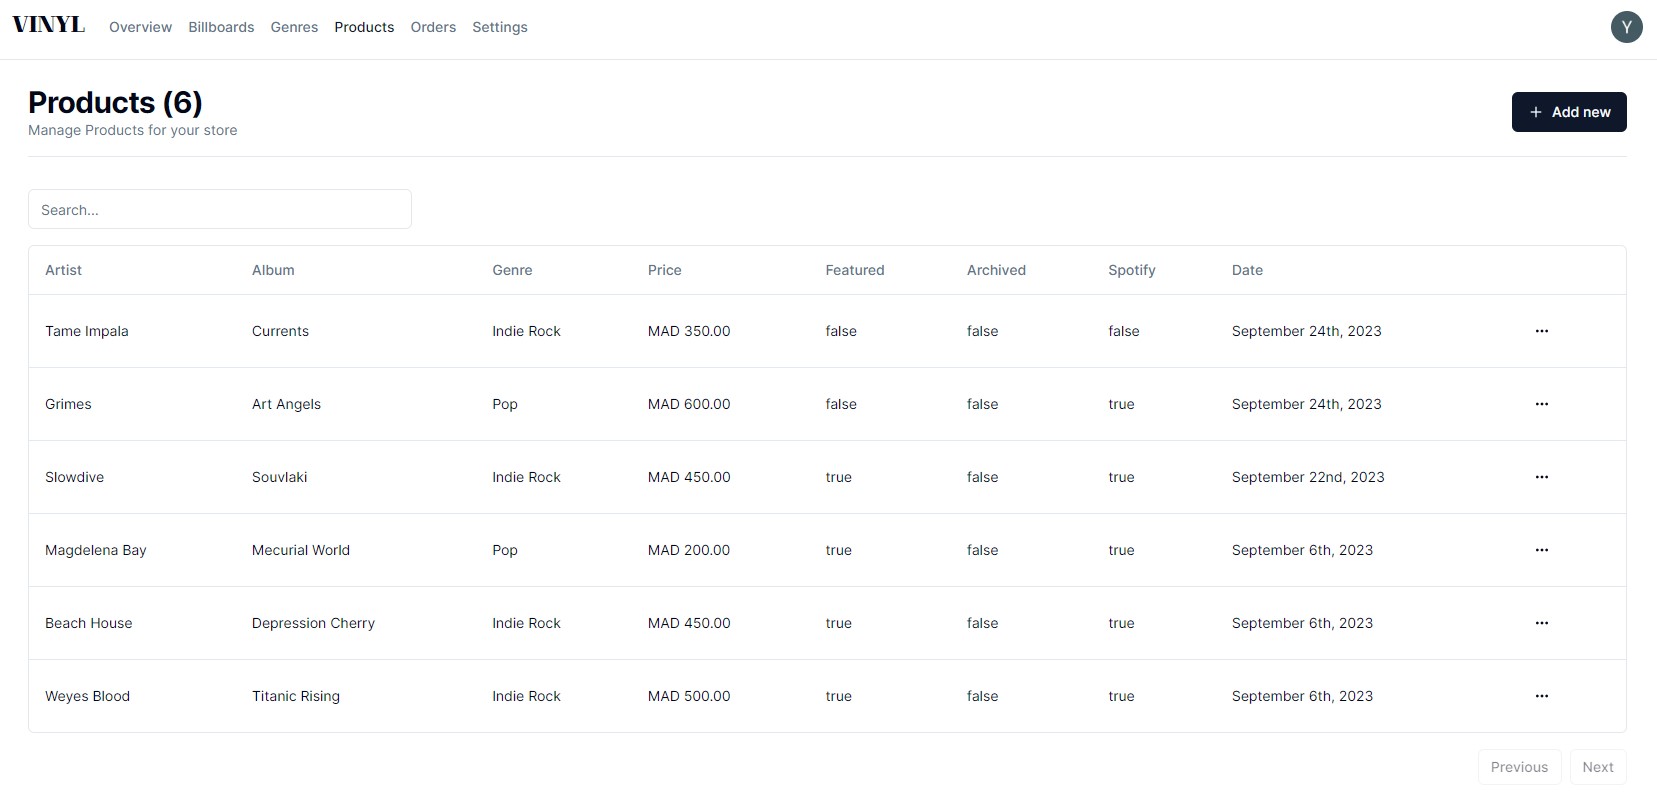 VINYL Overview Billboards Genres Products Orders Settings Y
Products (6)
Manage Products for your store
+ Add new
Search...
Artist Album Genre Price Featured Archived Spotify Date
Tame Impala Currents Indie Rock MAD 350.00 false false false September 24th, 2023 ...
Grimes Art Angels Pop MAD 600.00 false false true September 24th, 2023 ...
Slowdive Souvlaki Indie Rock MAD 450.00 true false true September 22nd, 2023 ...
Magdelena Bay Mecurial World Pop MAD 200.00 true false true September 6th, 2023 ...
Beach House Depression Cherry Indie Rock MAD 450.00 true false true September 6th, 2023 ...
Weyes Blood Titanic Rising Indie Rock MAD 500.00 true false true September 6th, 2023 ...
Previous Next